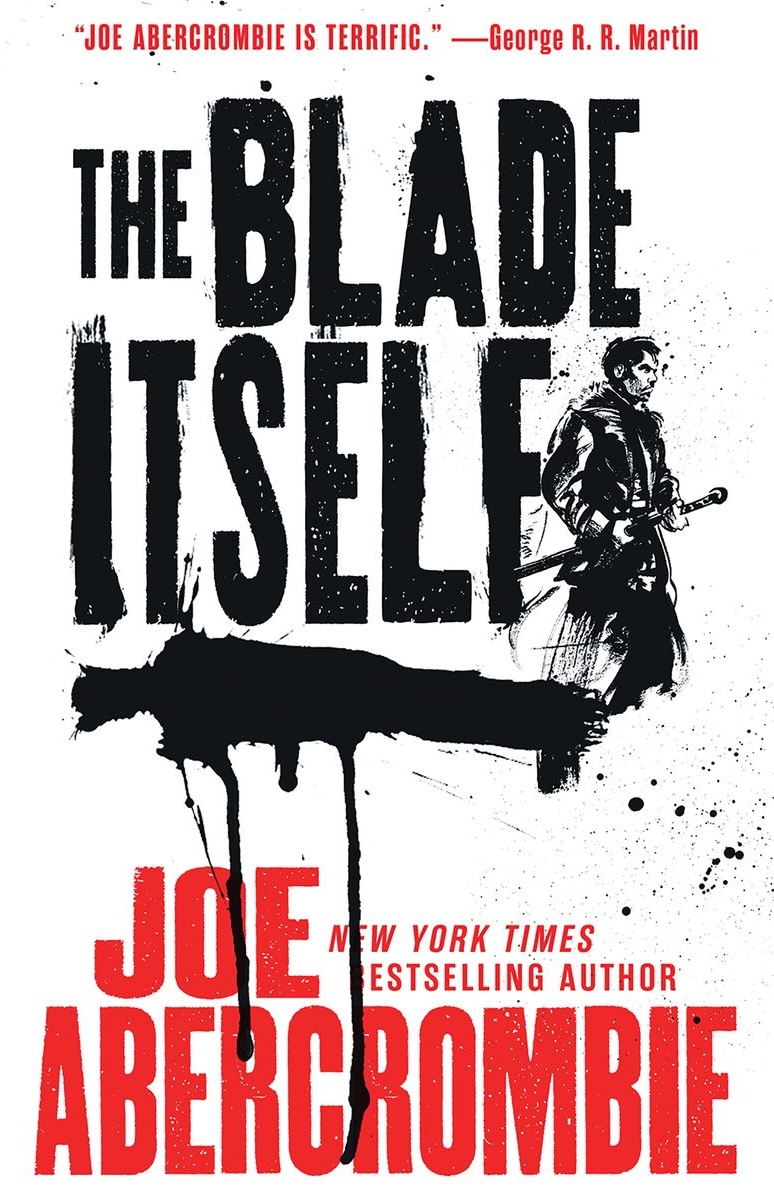 “JOE ABERCROMBIE IS TERRIFIC.” —George R. R. Martin
THE BLADE
ITSELF
JOE
NEW YORK TIMES
BESTSELLING AUTHOR
ABERCROMBIE